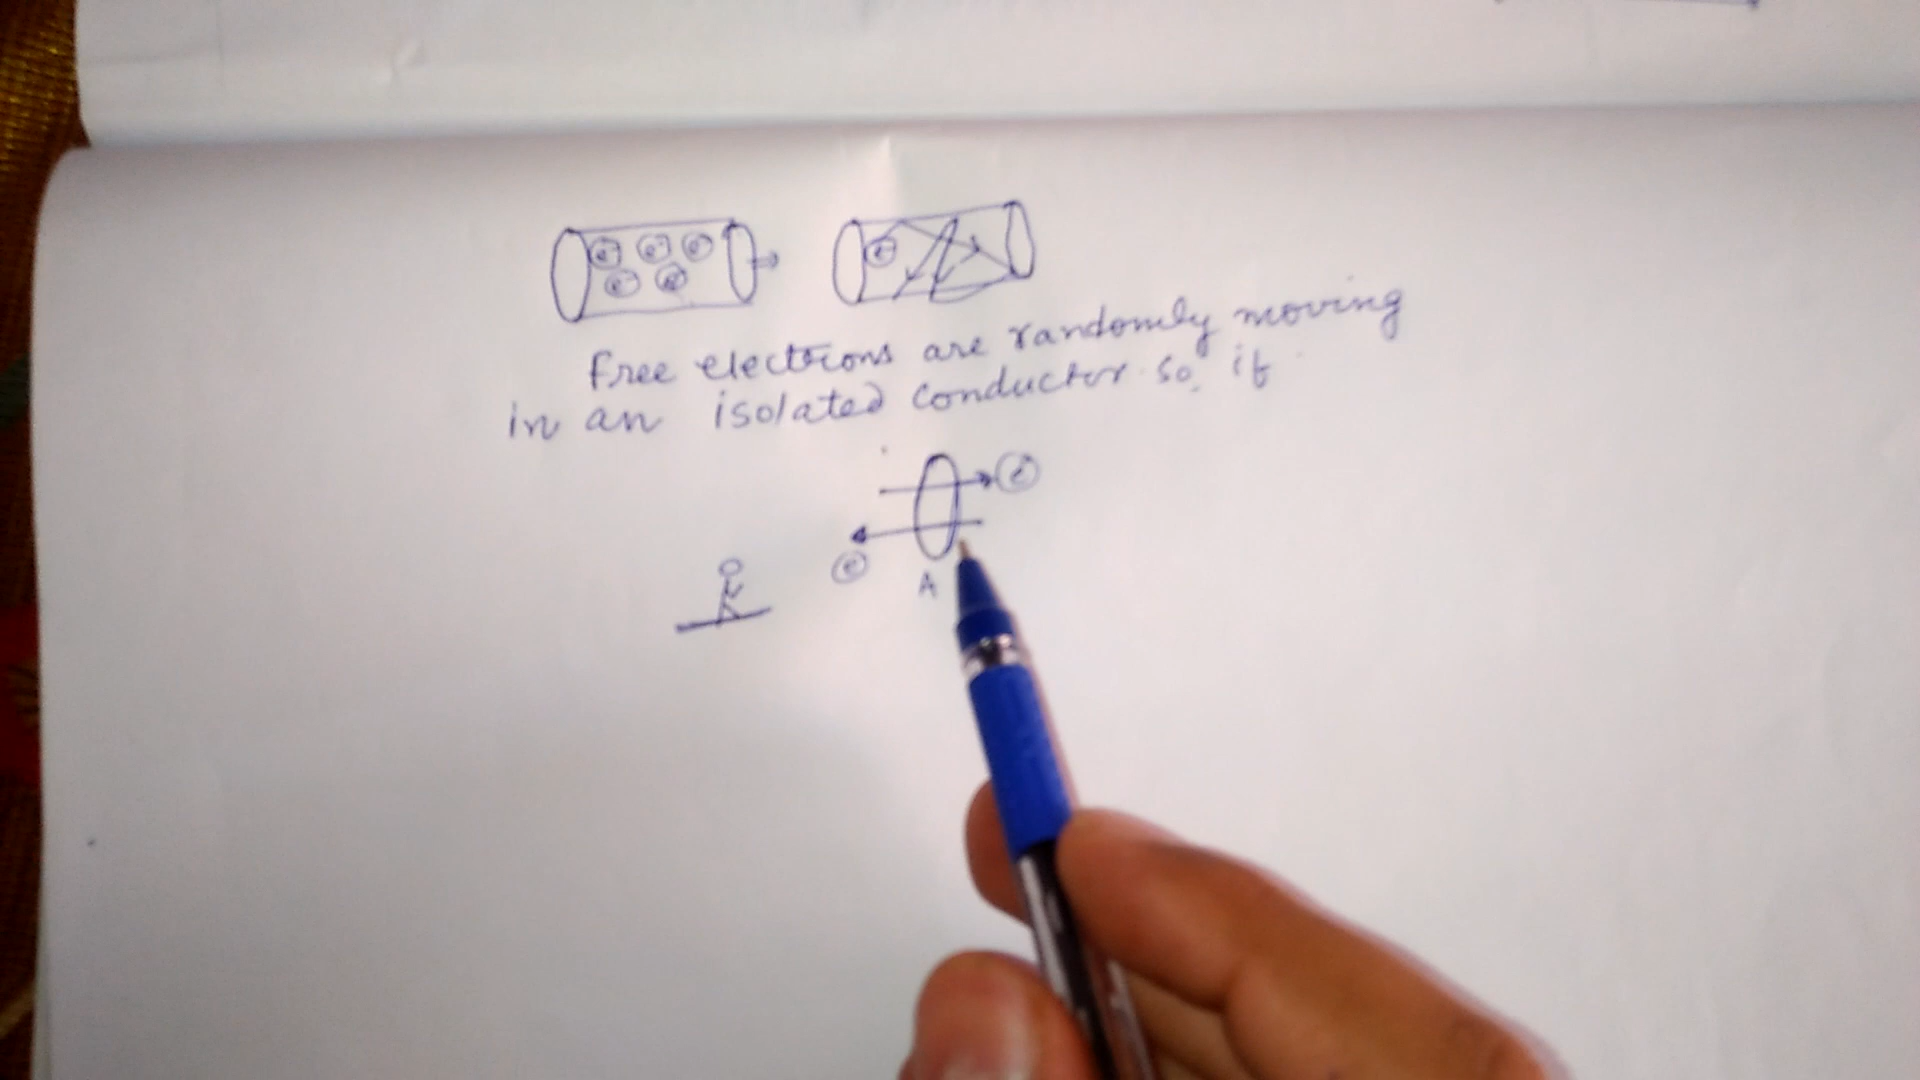 e- e- e- e- e- e-
Free electrons are randomly moving
in an isolated conductor. So, if
e-
e
A